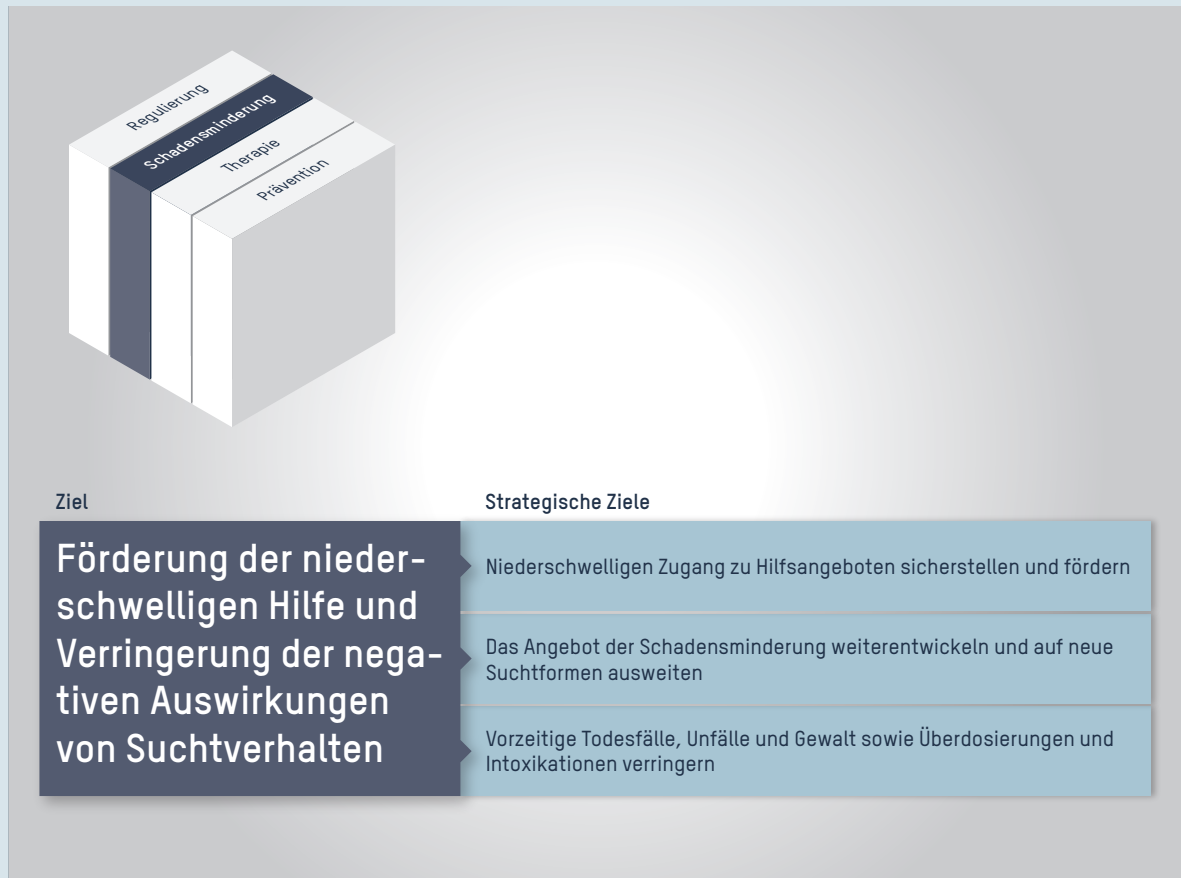 Regulierung
Schadensminderung
Therapie
Prävention
Ziel
Förderung der nieder-
schwelligen Hilfe und
Verringerung der nega-
tiven Auswirkungen
von Suchtverhalten
Strategische Ziele
Niederschwelligen Zugang zu Hilfsangeboten sicherstellen und fördern
Das Angebot der Schadensminderung weiterentwickeln und auf neue
Suchtformen ausweiten
Vorzeitige Todesfälle, Unfälle und Gewalt sowie Überdosierungen und
Intoxikationen verringern